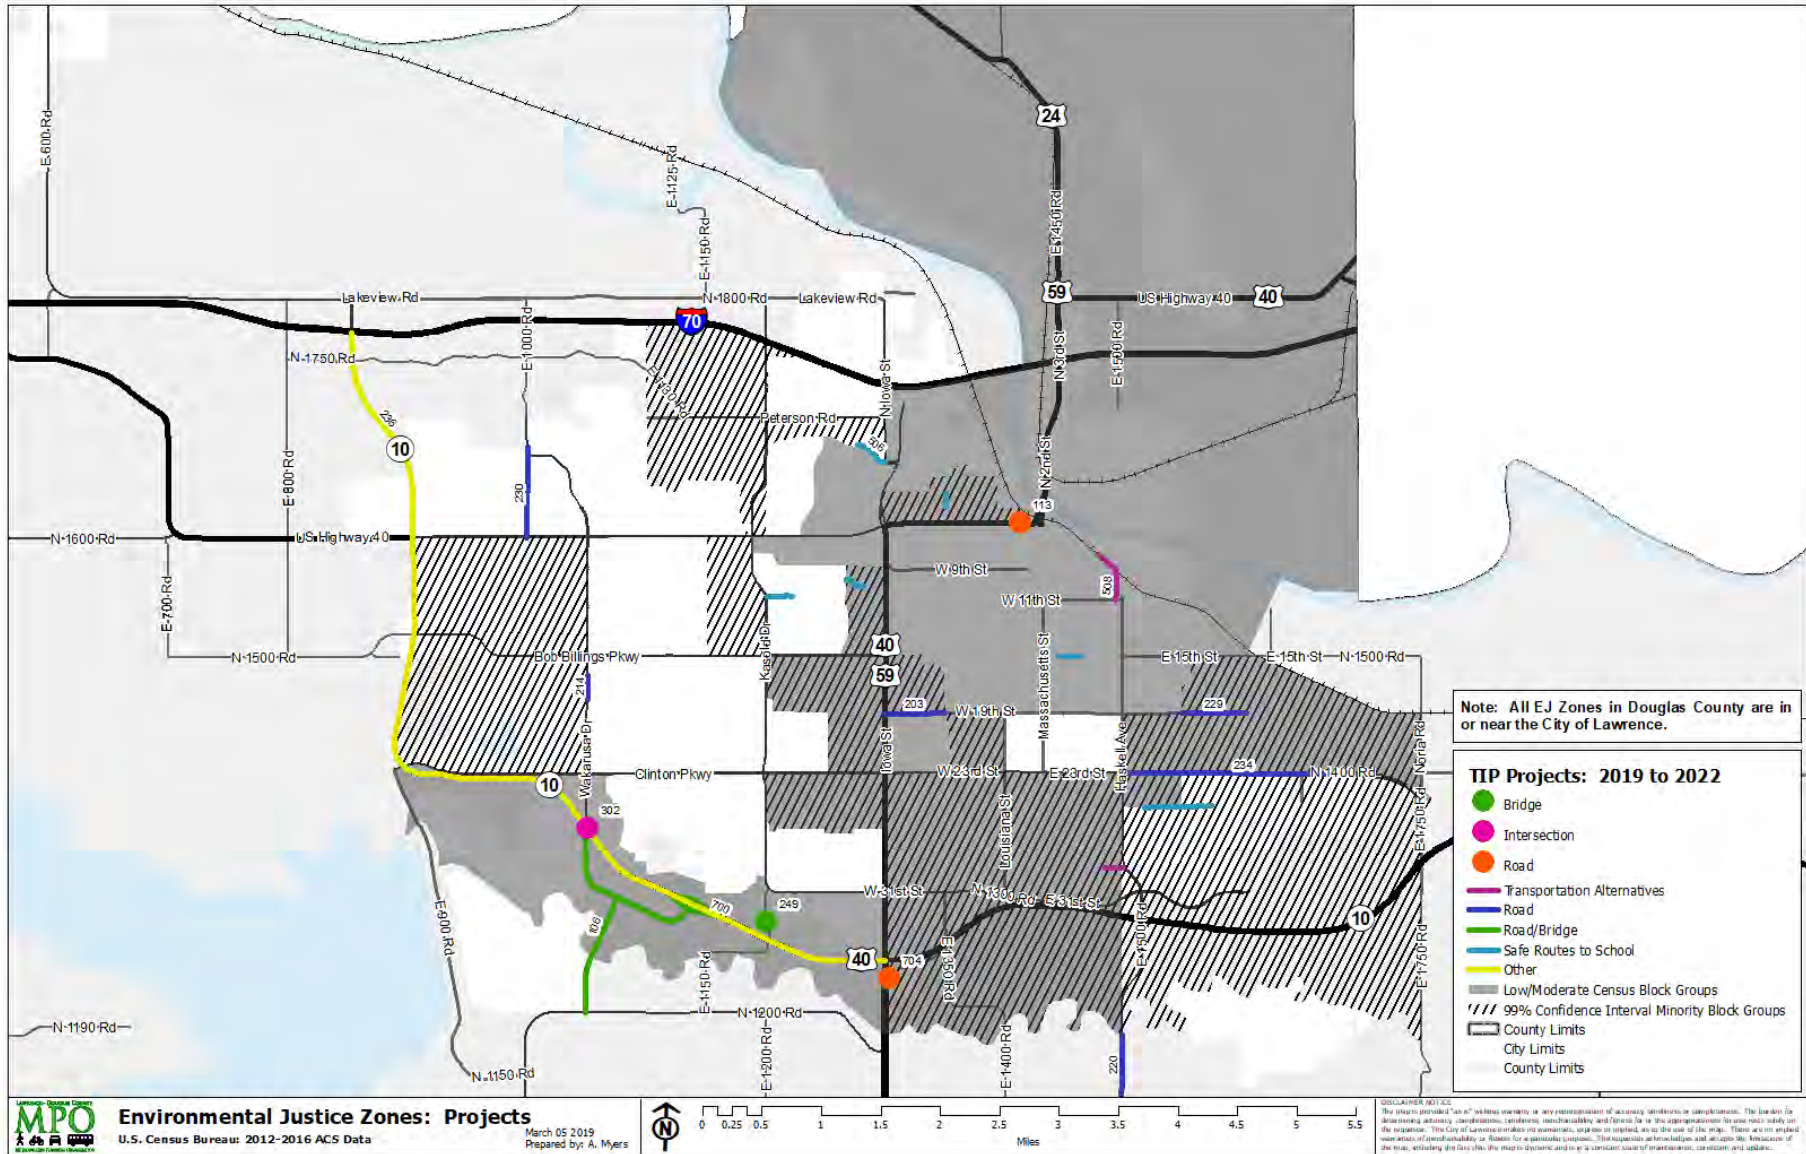 24
E 600 Rd
E 1125 Rd
E 1150 Rd
E 1450 Rd
Lakeview Rd
N 1800 Rd
Lakeview Rd
59
US Highway 40
40
70
E 1000 Rd
N 1750 Rd
E 1130 Rd
N Iowa St
N 3rd St
E 1500 Rd
236
Peterson Rd
10
506
E 800 Rd
230
N 2nd St
113
N 1600 Rd
US Highway 40
W 9th St
508
E 700 Rd
W 11th St
Kasold Dr
Massachusetts St
40
N 1500 Rd
Bob Billings Pkwy
E 15th St
E 15th St
N 1500 Rd
59
214
203
W 19th St
229
Wakarusa Dr
Iowa St
Haskell Ave
Noria Rd
Clinton Pkwy
W 23rd St
E 23rd St
234
N 1400 Rd
10
302
Louisiana St
E 1750 Rd
W 31st St
N 1300 Rd
E 31st St
E 900 Rd
106
700
249
10
E 1500 Rd
40
704
E 1150 Rd
E 1350 Rd
E 1750 Rd
N 1190 Rd
N 1200 Rd
E 1200 Rd
E 1400 Rd
220
N 1150 Rd
Note: All EJ Zones in Douglas County are in
or near the City of Lawrence.
TIP Projects: 2019 to 2022
Bridge
Intersection
Road
Transportation Alternatives
Road
Road/Bridge
Safe Routes to School
Other
Low/Moderate Census Block Groups
99% Confidence Interval Minority Block Groups
County Limits
City Limits
County Limits
MPO
Environmental Justice Zones: Projects
U.S. Census Bureau: 2012-2016 ACS Data
March 05 2019
Prepared by: A. Myers
N
0 0.25 0.5 1 1.5 2 2.5 3 3.5 4 4.5 5 5.5
Miles
DISCLAIMER NOTICE